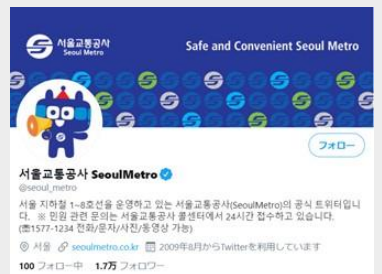 서울교통공사
Seoul Metro
Safe and Convenient Seoul Metro
フォロー
서울교통공사 SeoulMetro
@seoul_metro
서울 지하철 1~8호선을 운영하고 있는 서울교통공사(SeoulMetro)의 공식 트위터입니
다. ※ 민원 관련 문의는 서울교통공사 콜센터에서 24시간 접수하고 있습니다.
(☎1577-1234 전화/문자/사진/동영상 가능)
서울 seoulmetro.co.kr 2009年8月からTwitterを利用しています
100 フォロー中 1.7万 フォロワー